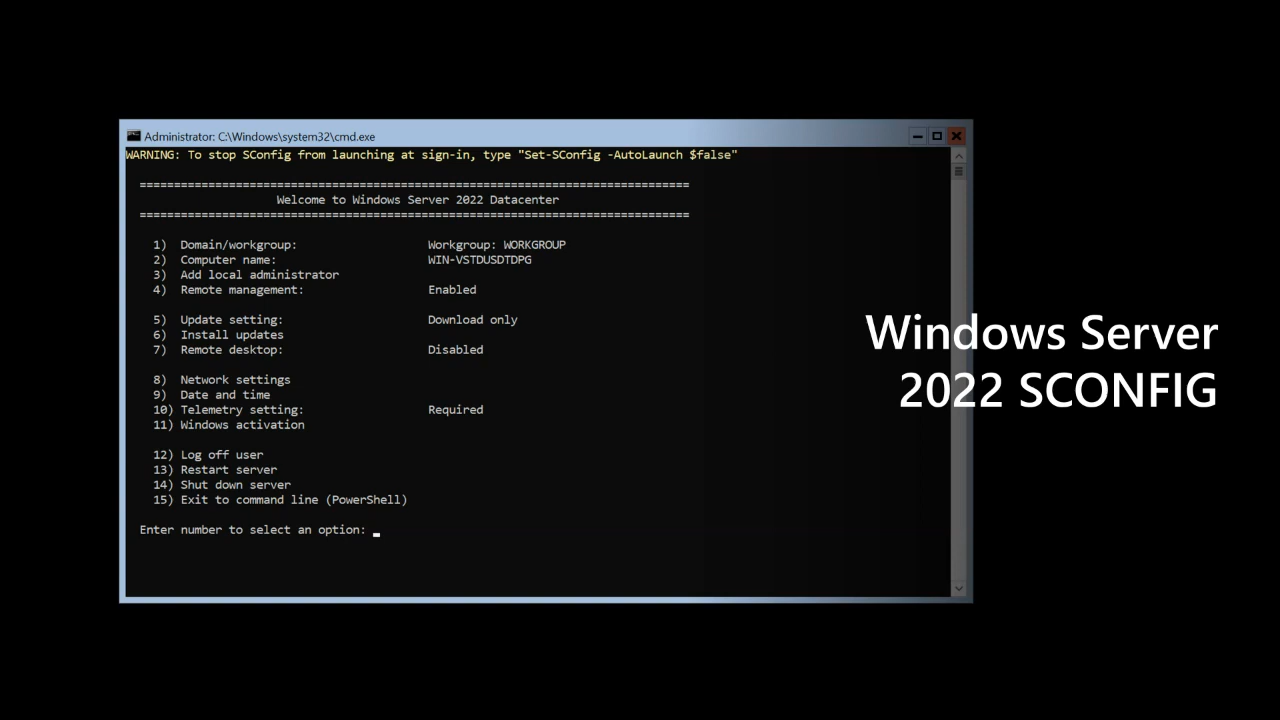 Administrator: C:\Windows\system32\cmd.exe
WARNING: To stop SConfig from launching at sign-in, type "Set-SConfig -AutoLaunch $false"
================================================================================
Welcome to Windows Server 2022 Datacenter
================================================================================
1) Domain/workgroup: Workgroup: WORKGROUP
2) Computer name: WIN-VSTDUSDTDPG
3) Add local administrator
4) Remote management: Enabled
5) Update setting: Download only
6) Install updates
7) Remote desktop: Disabled
8) Network settings
9) Date and time
10) Telemetry setting: Required
11) Windows activation
12) Log off user
13) Restart server
14) Shut down server
15) Exit to command line (PowerShell)
Enter number to select an option:
Windows Server
2022 SCONFIG